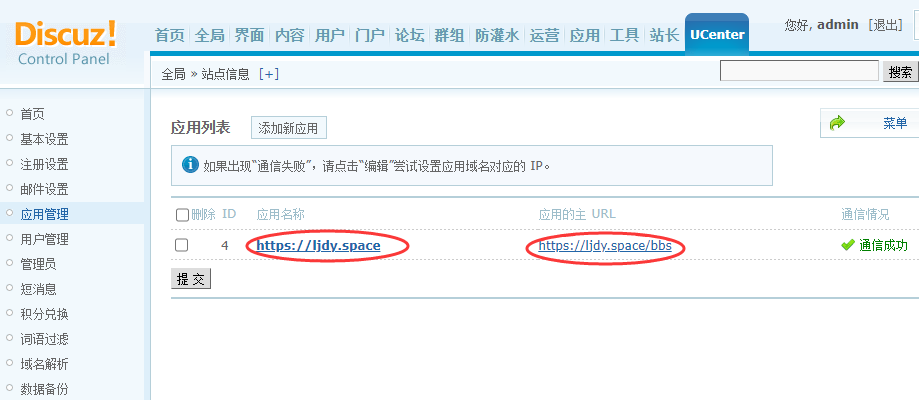 Discuz!
Control Panel
首页 全局 界面 内容 用户 门户 论坛 群组 防灌水 运营 应用 工具 站长 UCenter
您好, admin [退出]
全局 » 站点信息 [+]
搜索
首页
基本设置
注册设置
邮件设置
应用管理
用户管理
管理员
短消息
积分兑换
词语过滤
域名解析
数据备份
应用列表 添加新应用
菜单
如果出现“通信失败”，请点击“编辑”尝试设置应用域名对应的 IP。
删除 ID 应用名称 应用的主 URL 通信情况
4 https://ljdy.space https://ljdy.space/bbs 通信成功
提 交